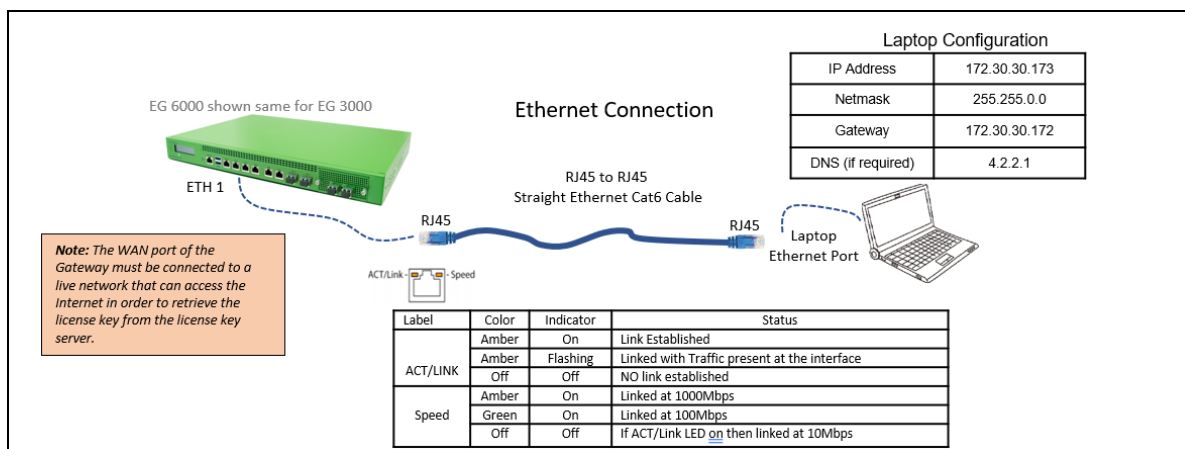 Laptop Configuration
IP Address 172.30.30.173
Netmask 255.255.0.0
Gateway 172.30.30.172
DNS (if required) 4.2.2.1
EG 6000 shown same for EG 3000
Ethernet Connection
ETH 1
RJ45 to RJ45
Straight Ethernet Cat6 Cable
RJ45
RJ45
Laptop
Ethernet Port
Note: The WAN port of the
Gateway must be connected to a
live network that can access the
Internet in order to retrieve the
license key from the license key
server.
ACT/Link - - Speed
Label Color Indicator Status
ACT/LINK
Amber On Link Established
Amber Flashing Linked with Traffic present at the interface
Off Off NO link established
Speed
Amber On Linked at 1000Mbps
Green On Linked at 100Mbps
Off Off If ACT/Link LED on then linked at 10Mbps